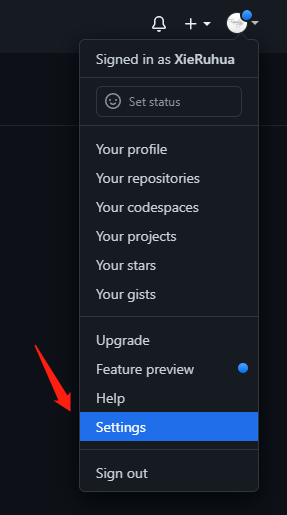 Signed in as XieRuhua
Set status
Your profile
Your repositories
Your codespaces
Your projects
Your stars
Your gists
Upgrade
Feature preview
Help
Settings
Sign out